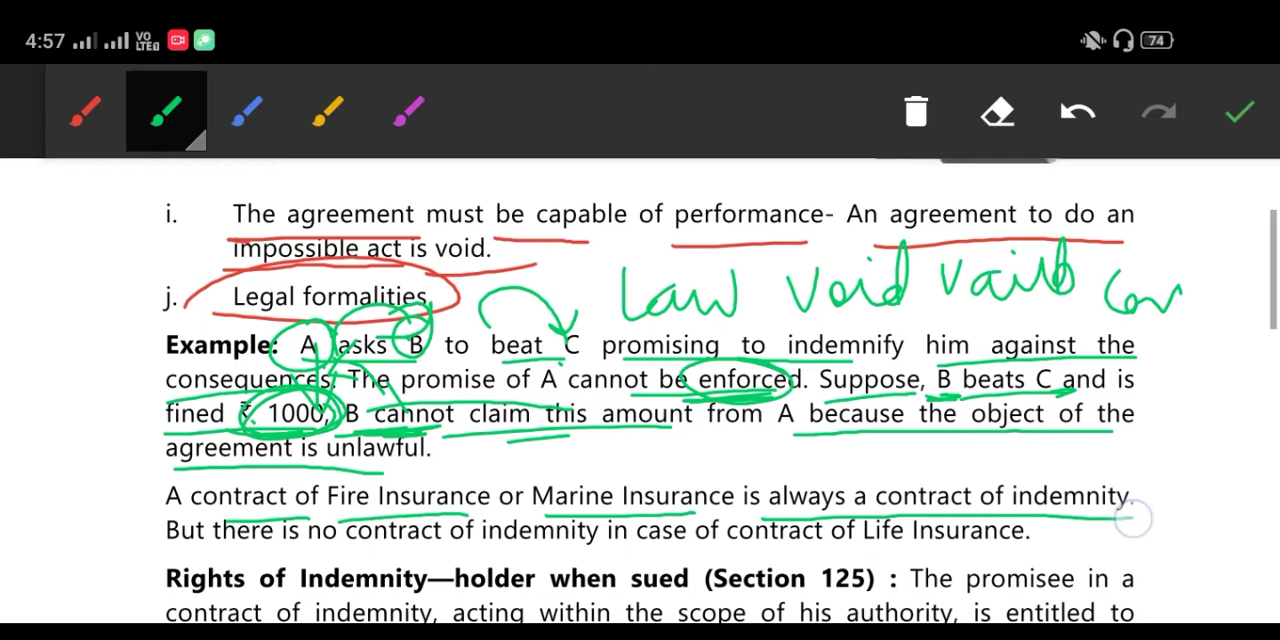 4:57 VO LTE 74
i. The agreement must be capable of performance- An agreement to do an
impossible act is void.
j. Legal formalities
Law Void Vaild Con
Example: A asks B to beat C promising to indemnify him against the
consequences. The promise of A cannot be enforced. Suppose, B beats C and is
fined ₹ 1000, B cannot claim this amount from A because the object of the
agreement is unlawful.
A contract of Fire Insurance or Marine Insurance is always a contract of indemnity.
But there is no contract of indemnity in case of contract of Life Insurance.
Rights of Indemnity—holder when sued (Section 125) : The promisee in a
contract of indemnity, acting within the scope of his authority, is entitled to